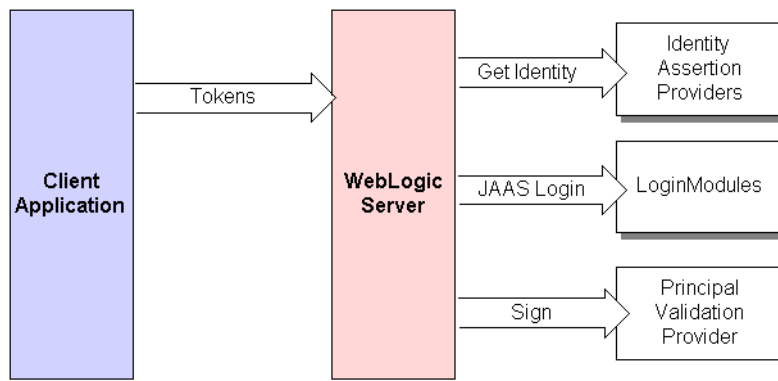 Client
Application
Tokens
WebLogic
Server
Get Identity
Identity
Assertion
Providers
JAAS Login
LoginModules
Sign
Principal
Validation
Provider